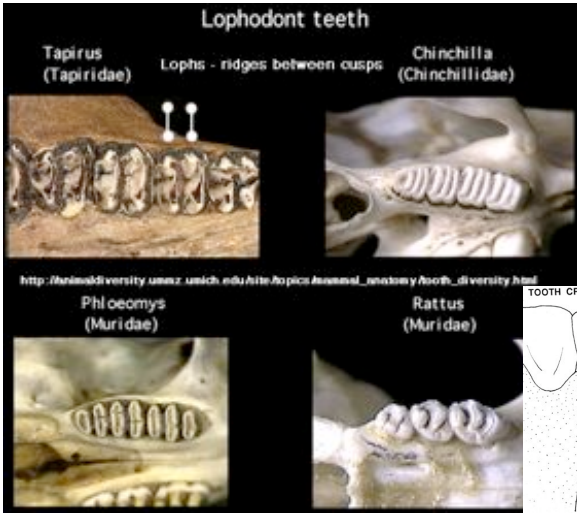 Lophodont teeth
Tapirus
(Tapiridae)
Lophs - ridges between cusps
Chinchilla
(Chinchillidae)
http://animaldiversity.ummz.umich.edu/site/topics/mammal_anatomy/tooth_diversity.html
Phloeomys
(Muridae)
Rattus
(Muridae)
TOOTH